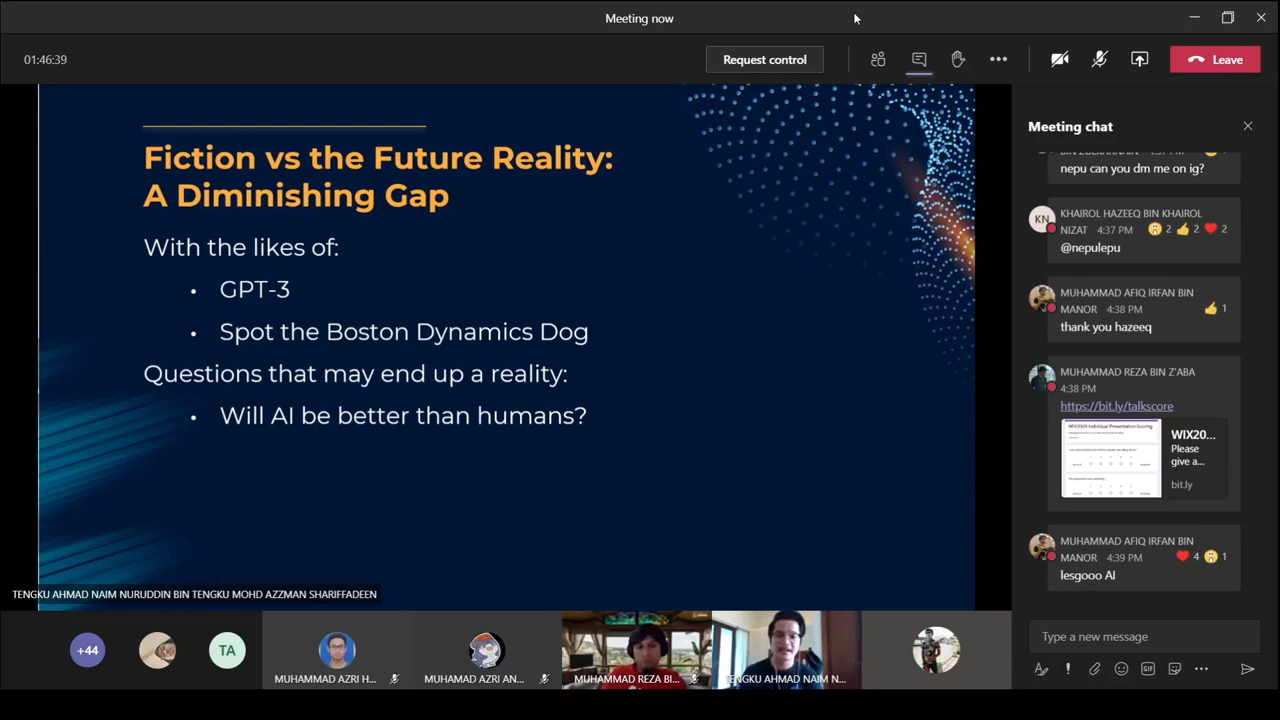 Meeting now
01:46:39
Request control
Leave
Fiction vs the Future Reality:
A Diminishing Gap
With the likes of:
• GPT-3
• Spot the Boston Dynamics Dog
Questions that may end up a reality:
• Will AI be better than humans?
TENGKU AHMAD NAIM NURUDDIN BIN TENGKU MOHD AZZMAN SHARIFFADEEN
+44
TA
MUHAMMAD AZRI H...
MUHAMAD AZRI AN...
MUHAMMAD REZA BI...
TENGKU AHMAD NAIM N...
Meeting chat
nepu can you dm me on ig?
KN
KHAIROL HAZEEQ BIN KHAIROL
NIZAT 4:37 PM 2 2 2
@nepulepu
MUHAMMAD AFIQ IRFAN BIN
MANOR 4:38 PM 1
thank you hazeeq
MUHAMMAD REZA BIN Z'ABA
4:38 PM
https://bit.ly/talkscore
WIX2001 Individual Presentation Scoring
WIX20...
Please
give a...
bit.ly
MUHAMMAD AFIQ IRFAN BIN
MANOR 4:39 PM 4 1
lesgooo AI
Type a new message
GIF